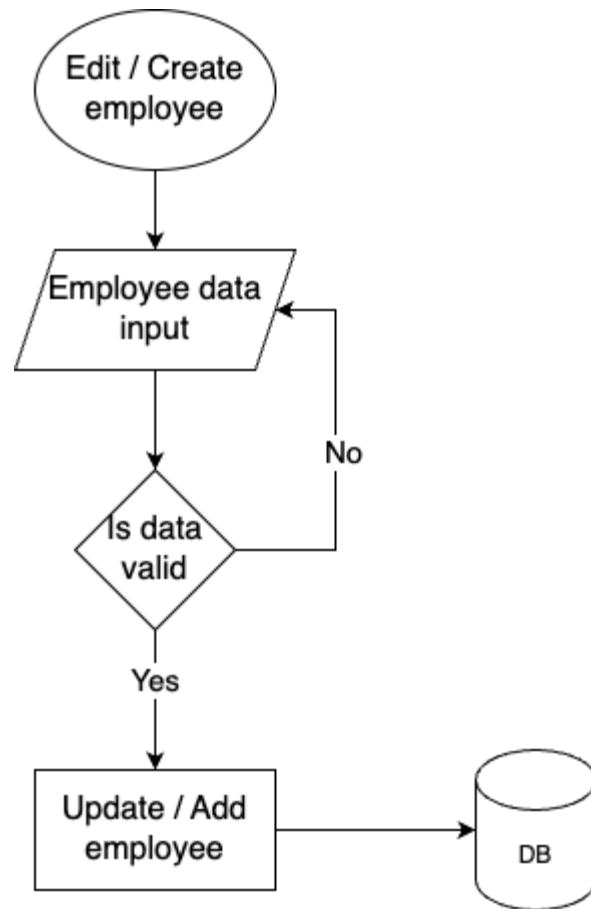 Edit / Create
employee
Employee data
input
No
Is data
valid
Yes
Update / Add
employee
DB